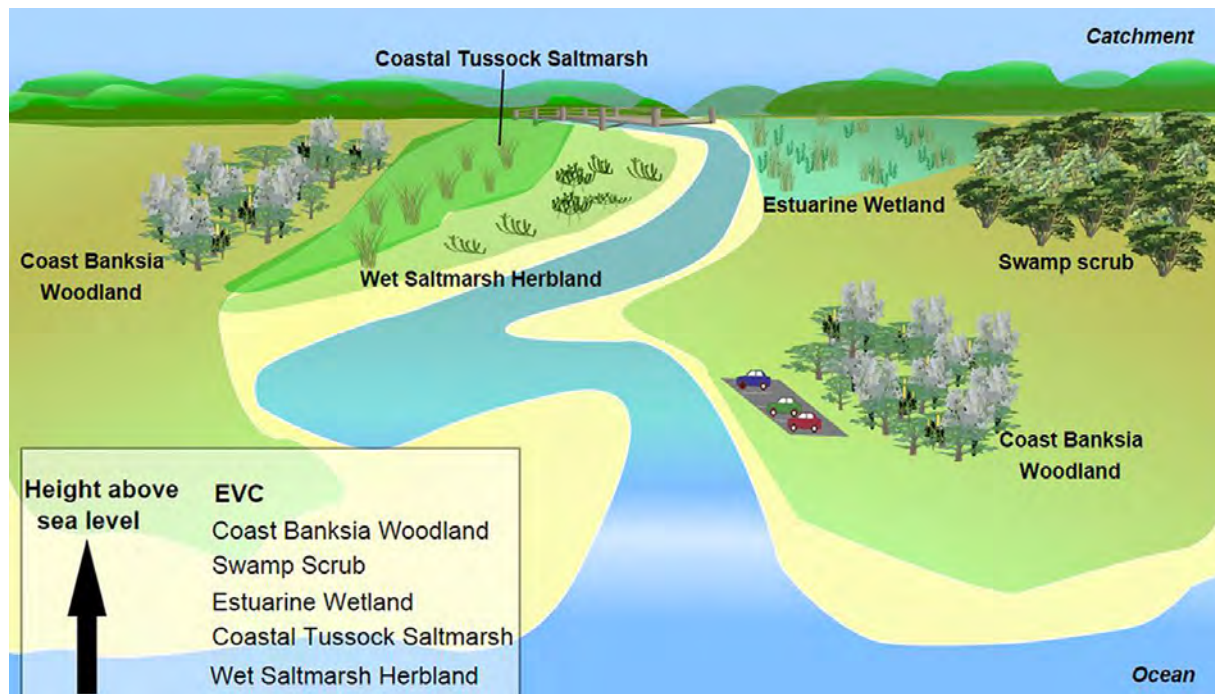 Catchment
Coastal Tussock Saltmarsh
Estuarine Wetland
Coast Banksia
Woodland
Wet Saltmarsh Herbland
Swamp scrub
Coast Banksia
Woodland
Height above
sea level
EVC
Coast Banksia Woodland
Swamp Scrub
Estuarine Wetland
Coastal Tussock Saltmarsh
Wet Saltmarsh Herbland
Ocean